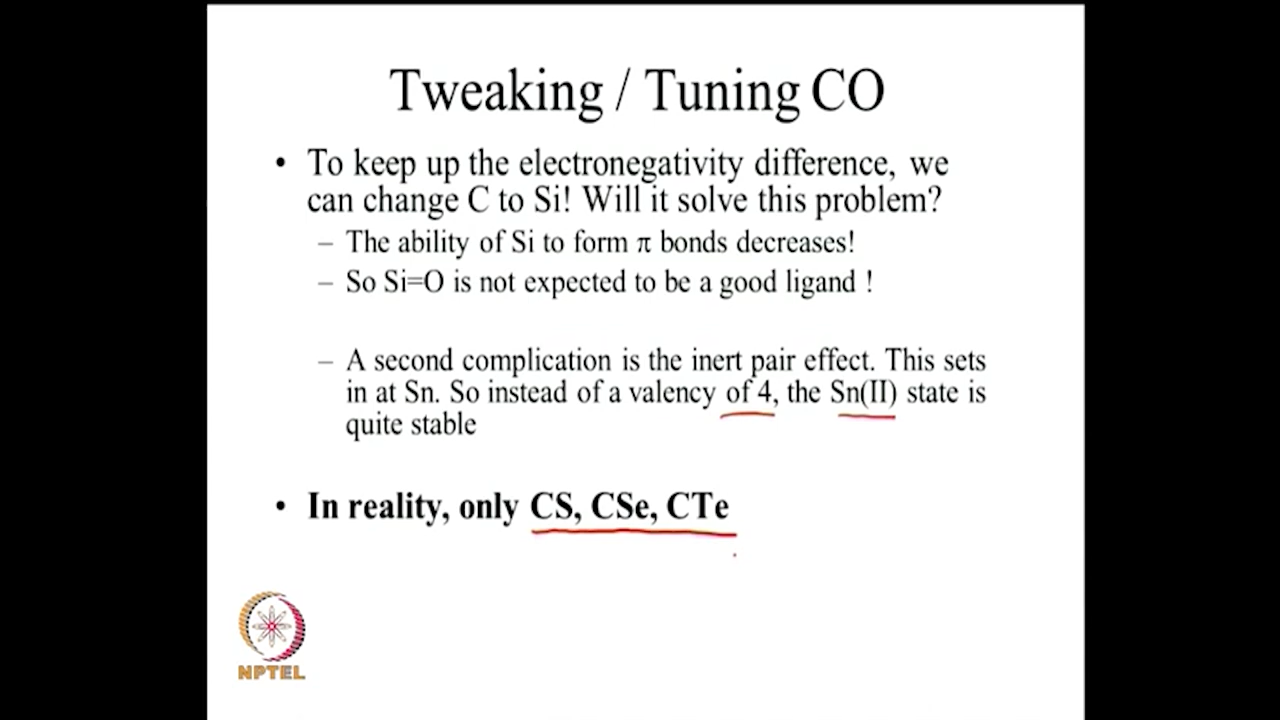 Tweaking / Tuning CO
• To keep up the electronegativity difference, we
can change C to Si! Will it solve this problem?
– The ability of Si to form π bonds decreases!
– So Si=O is not expected to be a good ligand !
– A second complication is the inert pair effect. This sets
in at Sn. So instead of a valency of 4, the Sn(II) state is
quite stable
• In reality, only CS, CSe, CTe
NPTEL